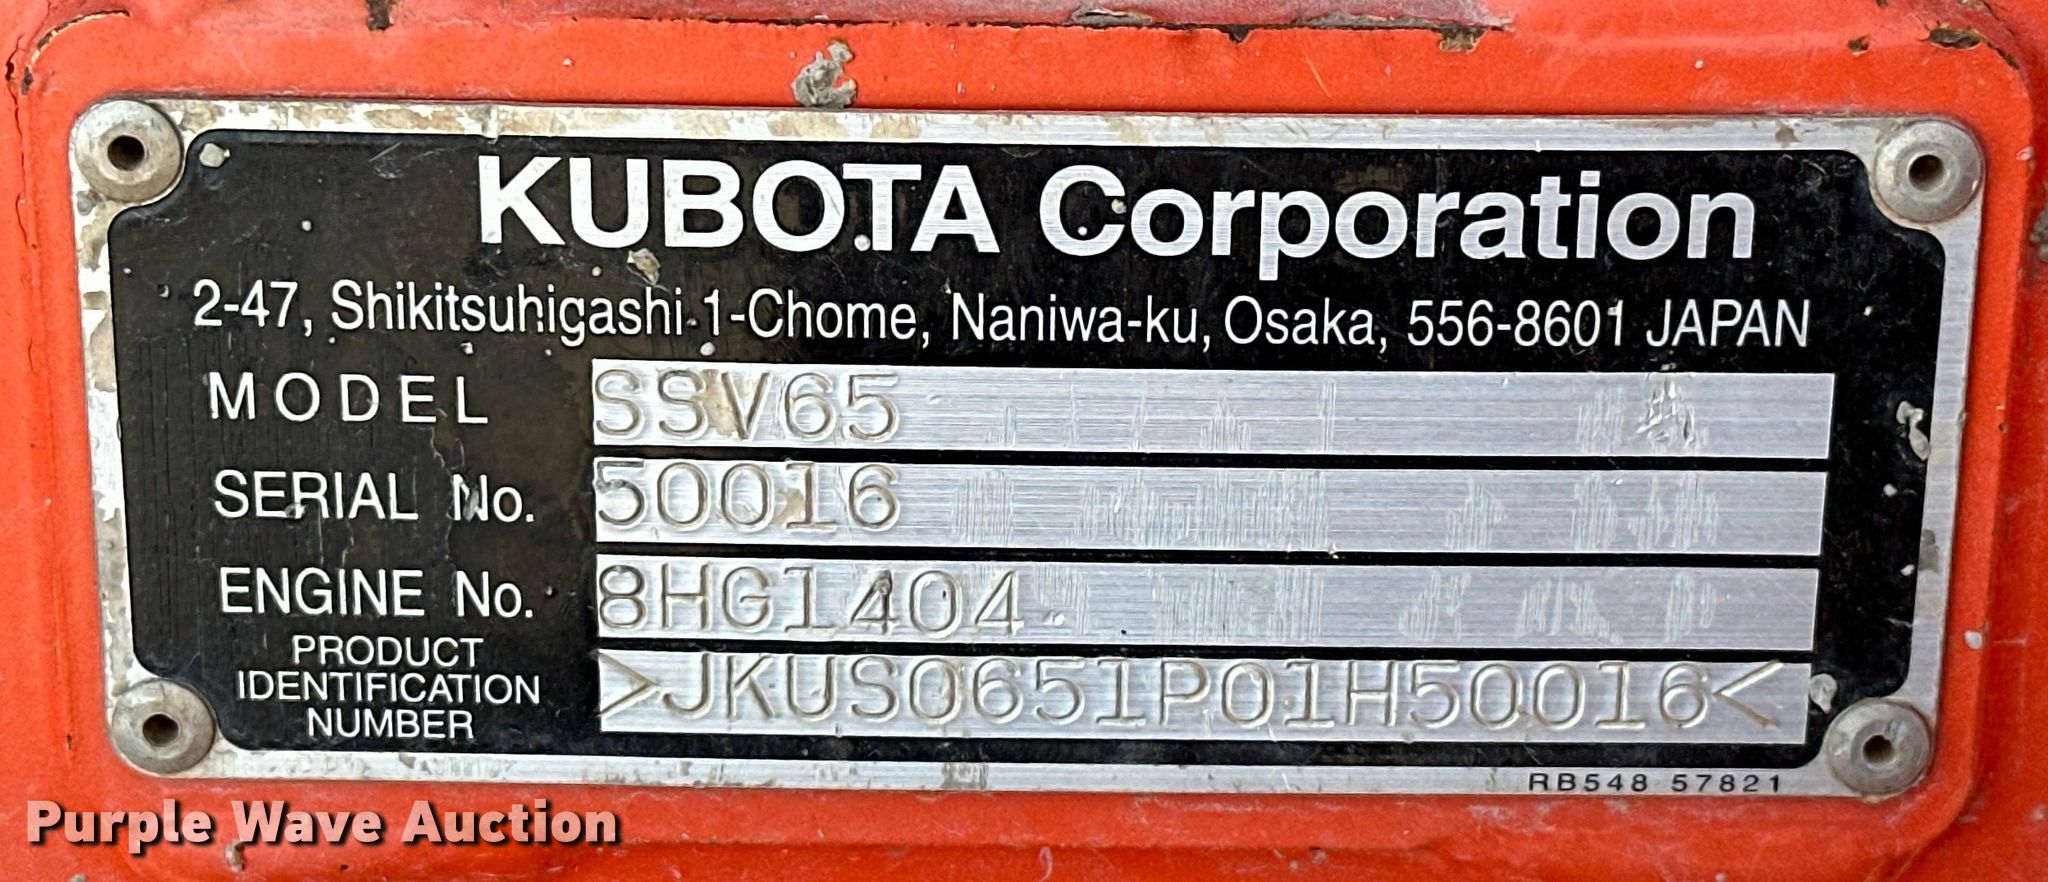 KUBOTA Corporation
2-47, Shikitsuhigashi 1-Chome, Naniwa-ku, Osaka, 556-8601 JAPAN
MODEL SSV65
SERIAL No. 50016
ENGINE No. 8HG1404
PRODUCT
IDENTIFICATION
NUMBER
>JKUS0651P01H50016<
RB548 57821
Purple Wave Auction